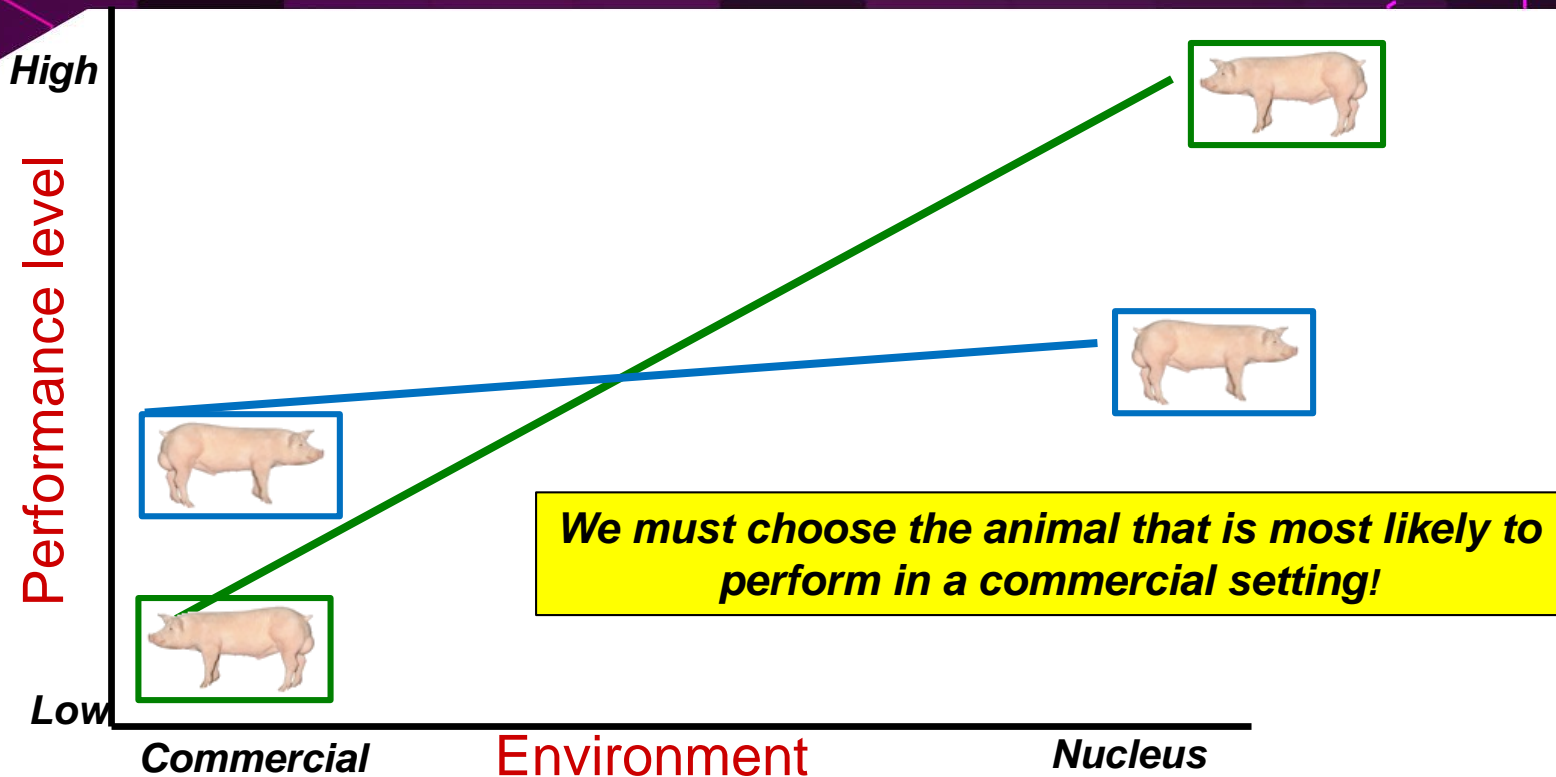 High
Performance level
We must choose the animal that is most likely to
perform in a commercial setting!
Low
Commercial
Environment
Nucleus